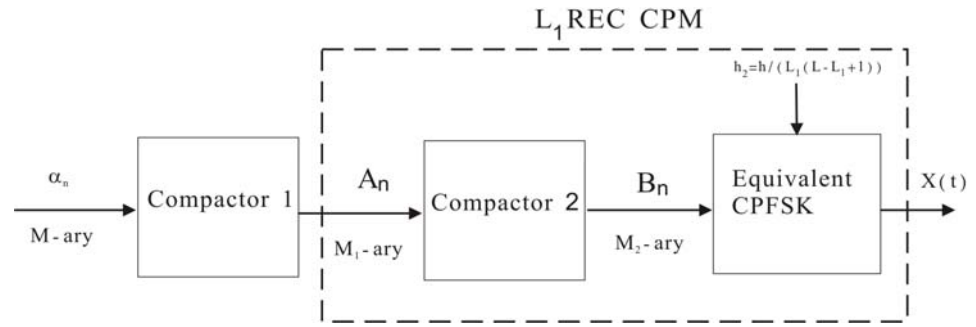 L₁REC CPM
h₂=h/(L₁(L-L₁+1))
αₙ
M-ary
Compactor 1
Aₙ
M₁-ary
Compactor 2
Bₙ
M₂-ary
Equivalent
CPFSK
X(t)